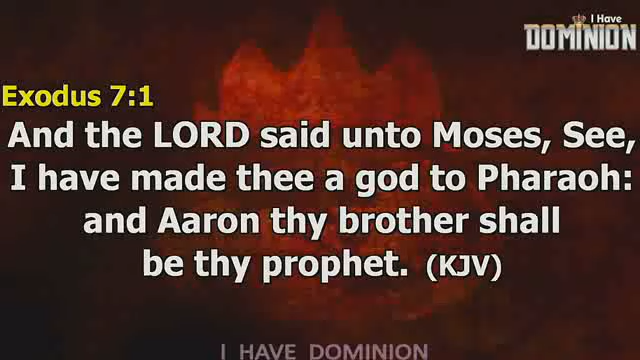 I Have
DOMINION
Exodus 7:1
And the LORD said unto Moses, See,
I have made thee a god to Pharaoh:
and Aaron thy brother shall
be thy prophet. (KJV)
I HAVE DOMINION